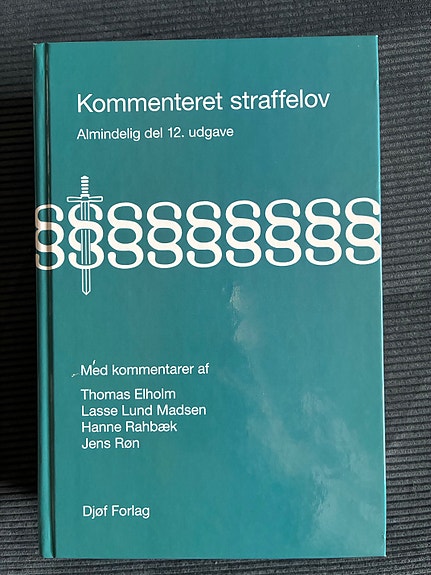 Kommenteret straffelov
Almindelig del 12. udgave
§§§§§§§§§
Med kommentarer af
Thomas Elholm
Lasse Lund Madsen
Hanne Rahbæk
Jens Røn
Djøf Forlag